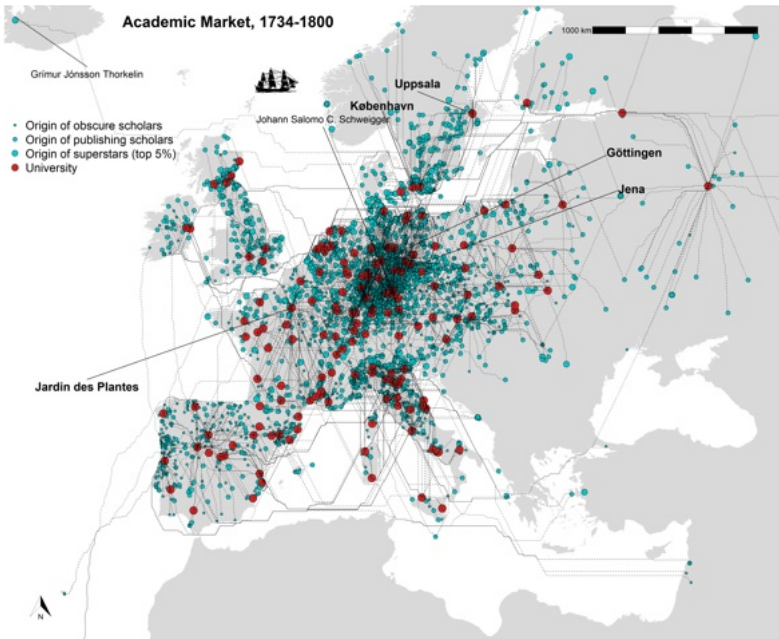 Academic Market, 1734-1800
1000 km
Grímur Jónsson Thorkelin
Uppsala
København
Johann Salomo C. Schweigger
Origin of obscure scholars
Origin of publishing scholars
Origin of superstars (top 5%)
University
Göttingen
Jena
Jardin des Plantes
N